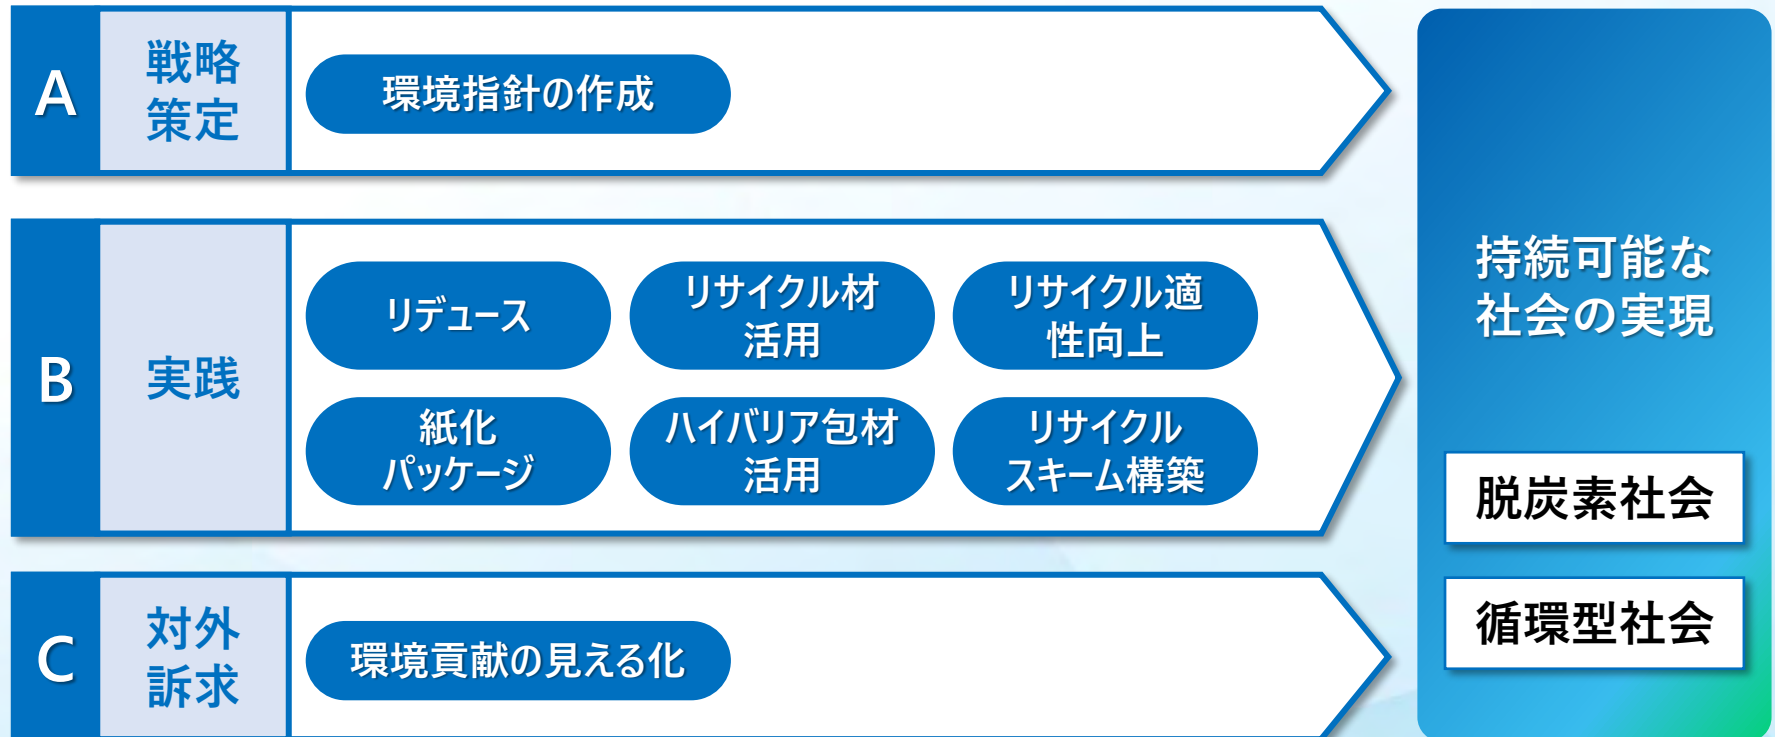 A
戦略
策定
環境指針の作成
B
実践
リデュース
リサイクル材
活用
リサイクル適
性向上
紙化
パッケージ
ハイバリア包材
活用
リサイクル
スキーム構築
C
対外
訴求
環境貢献の見える化
持続可能な
社会の実現
脱炭素社会
循環型社会